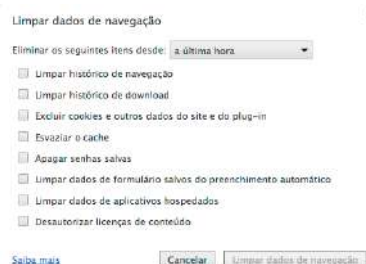 Limpar dados de navegação
Eliminar os seguintes itens desde: a última hora
Limpar histórico de navegação
Limpar histórico de download
Excluir cookies e outros dados do site e do plug-in
Esvaziar o cache
Apagar senhas salvas
Limpar dados de formulário salvos do preenchimento automático
Limpar dados de aplicativos hospedados
Desautorizar licenças de conteúdo
Saiba mais Cancelar Limpar dados de navegação